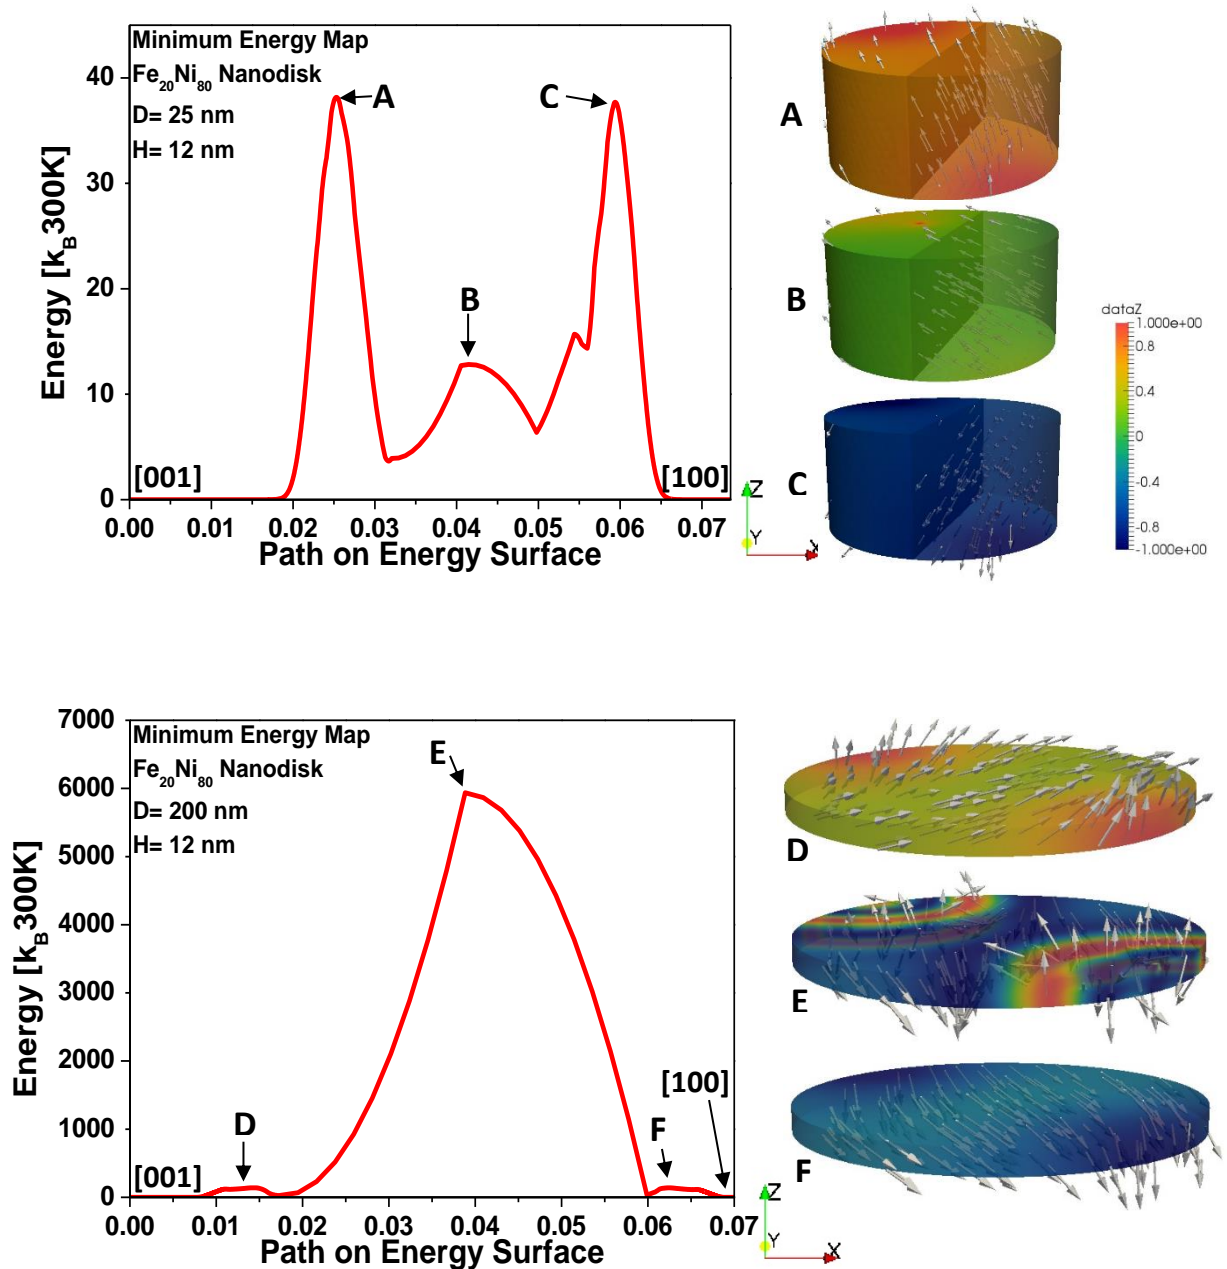 Minimum Energy Map
Fe20Ni80 Nanodisk
D= 25 nm
H= 12 nm
A
C
B
40
30
20
10
0
Energy [kB300K]
[001]
[100]
0.00 0.01 0.02 0.03 0.04 0.05 0.06 0.07
Path on Energy Surface
A
B
C
dataZ
1.000e+00
0.8
0.4
0
-0.4
-0.8
-1.000e+00
Z
Y
X
Minimum Energy Map
Fe20Ni80 Nanodisk
D= 200 nm
H= 12 nm
E
D
F
[100]
[001]
7000
6000
5000
4000
3000
2000
1000
0
Energy [kB300K]
0.00 0.01 0.02 0.03 0.04 0.05 0.06 0.07
Path on Energy Surface
D
E
F
Z
Y
X